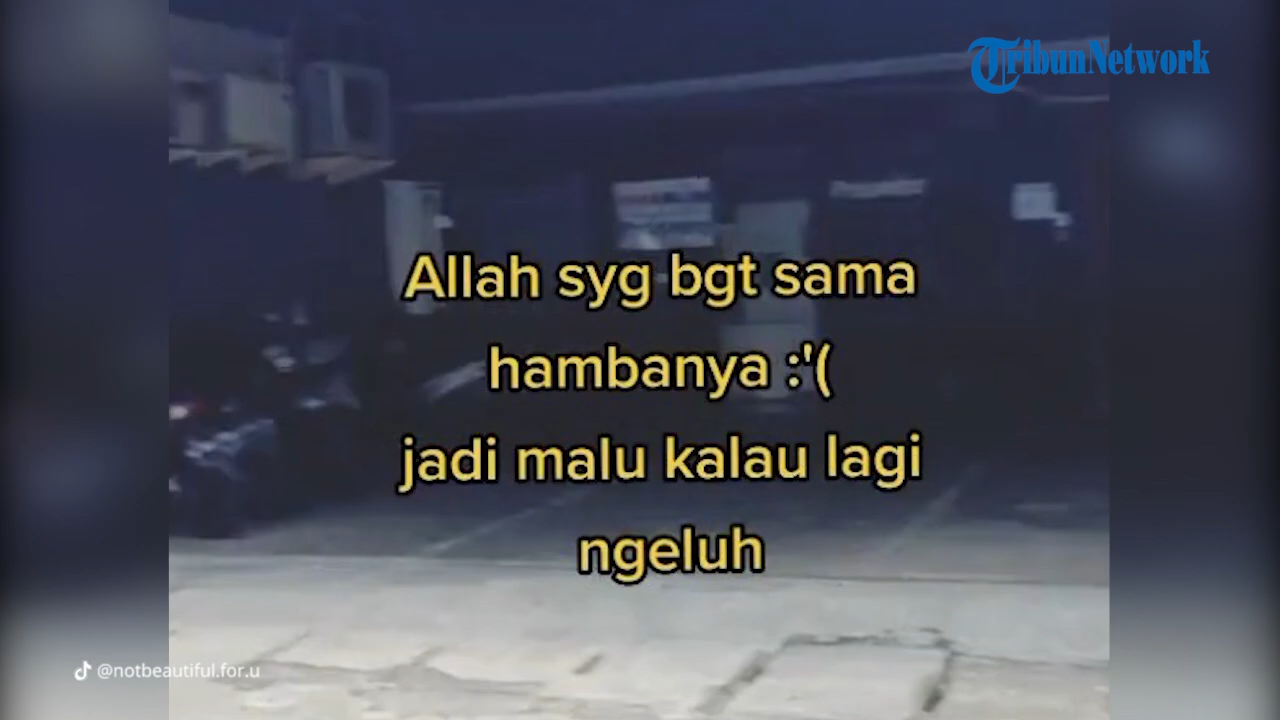 TribunNetwork
Allah syg bgt sama
hambanya :'(
jadi malu kalau lagi
ngeluh
@notbeautiful.for.u